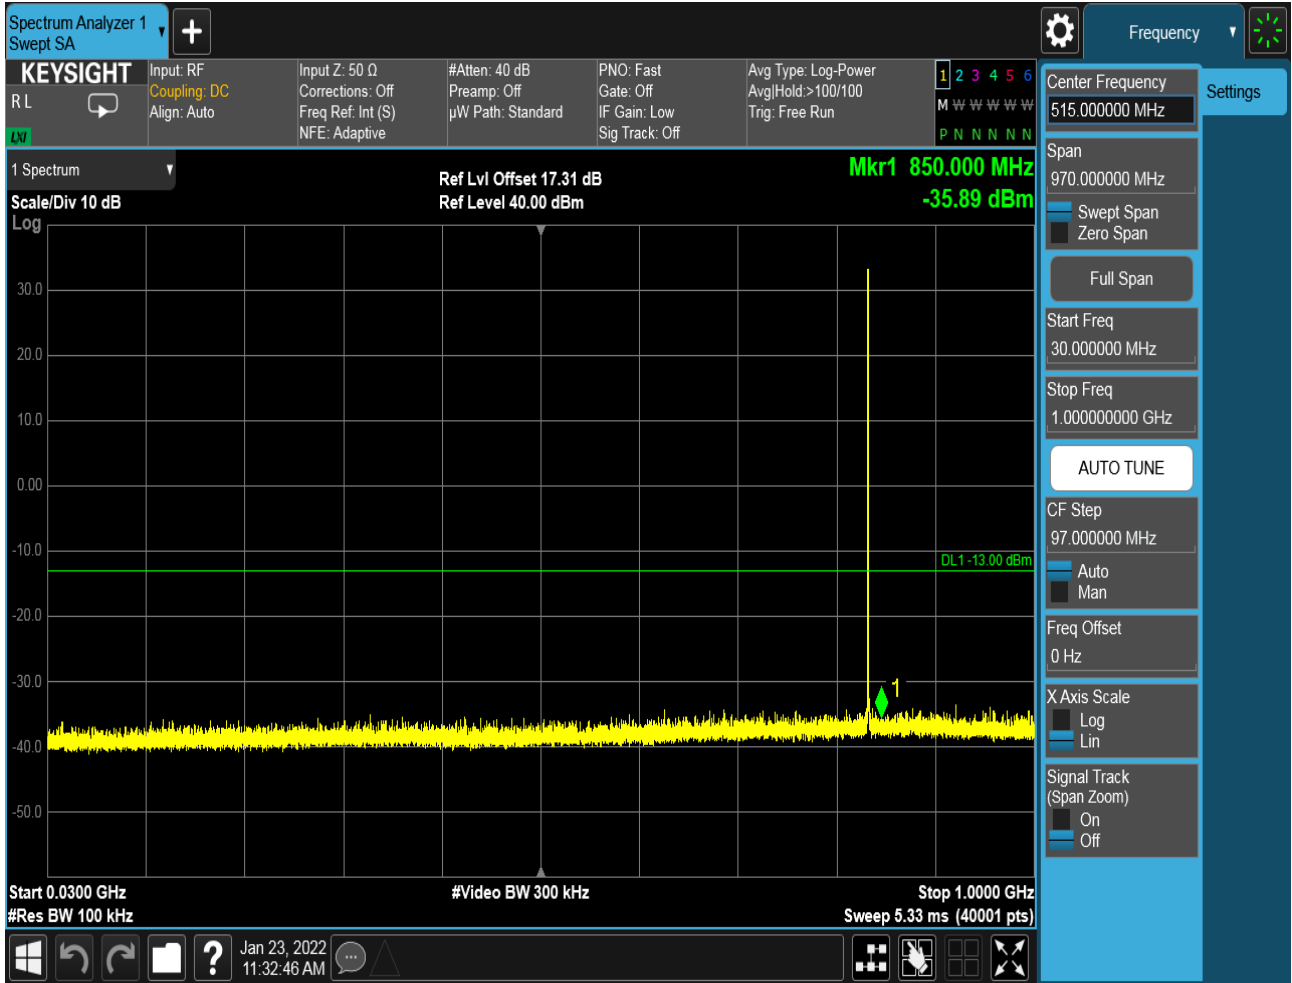 Spectrum Analyzer 1
Swept SA
Frequency
KEYSIGHT
R L
LXI
Input: RF
Coupling: DC
Align: Auto
Input Z: 50 Ω
Corrections: Off
Freq Ref: Int (S)
NFE: Adaptive
#Atten: 40 dB
Preamp: Off
µW Path: Standard
PNO: Fast
Gate: Off
IF Gain: Low
Sig Track: Off
Avg Type: Log-Power
Avg|Hold:>100/100
Trig: Free Run
1 2 3 4 5 6
M W W W W W
P N N N N N
1 Spectrum
Scale/Div 10 dB
Log
Ref Lvl Offset 17.31 dB
Ref Level 40.00 dBm
Mkr1 850.000 MHz
-35.89 dBm
30.0
20.0
10.0
0.00
-10.0
DL1 -13.00 dBm
-20.0
-30.0
1
-40.0
-50.0
Start 0.0300 GHz
#Video BW 300 kHz
Stop 1.0000 GHz
#Res BW 100 kHz
Sweep 5.33 ms (40001 pts)
?
Jan 23, 2022
11:32:46 AM
Center Frequency
515.000000 MHz
Settings
Span
970.000000 MHz
Swept Span
Zero Span
Full Span
Start Freq
30.000000 MHz
Stop Freq
1.000000000 GHz
AUTO TUNE
CF Step
97.000000 MHz
Auto
Man
Freq Offset
0 Hz
X Axis Scale
Log
Lin
Signal Track
(Span Zoom)
On
Off